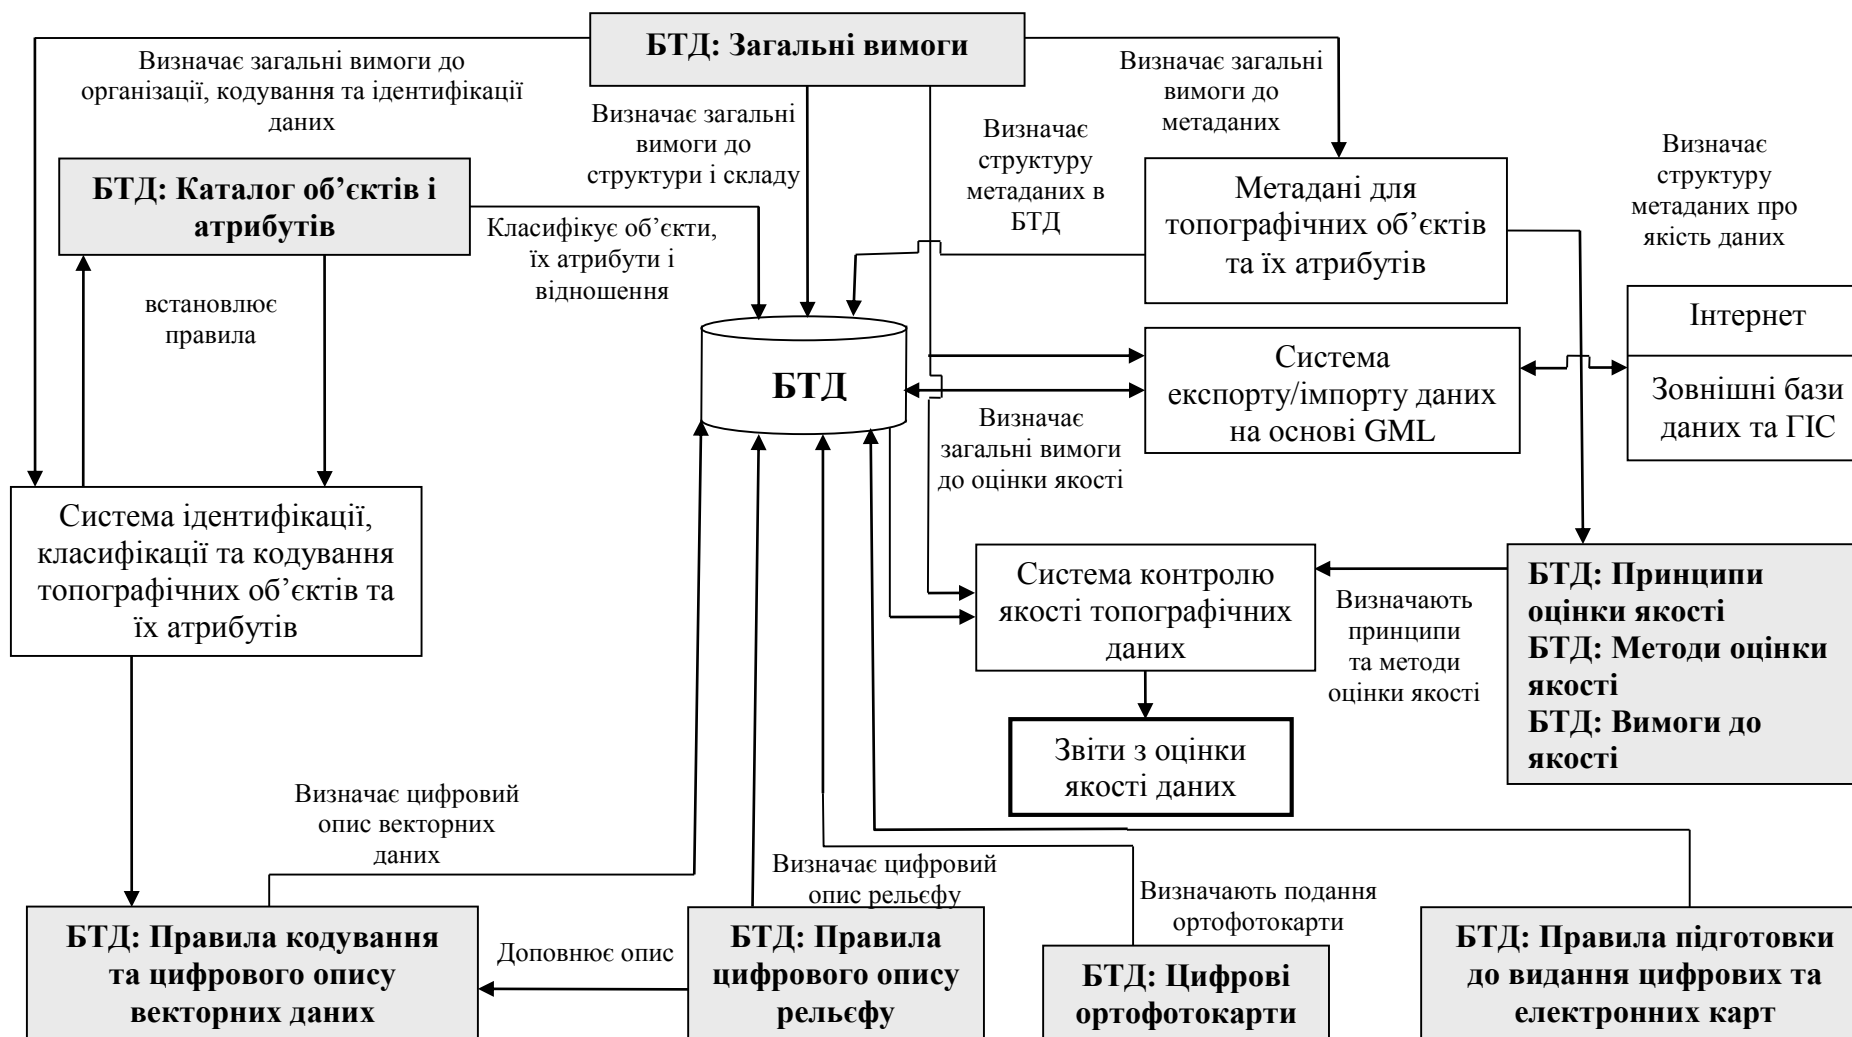 БТД: Загальні вимоги
Визначає загальні вимоги до
організації, кодування та ідентифікації
даних
Визначає загальні
вимоги до
структури і складу
Визначає
структуру
метаданих в
БТД
Визначає загальні
вимоги до
метаданих
Визначає
структуру
метаданих про
якість даних
БТД: Каталог об’єктів і
атрибутів
Класифікує об’єкти,
їх атрибути і
відношення
Метадані для
топографічних об’єктів
та їх атрибутів
встановлює
правила
БТД
Система
експорту/імпорту даних
на основі GML
Інтернет
Зовнішні бази
даних та ГІС
Визначає
загальні вимоги
до оцінки якості
Система ідентифікації,
класифікації та кодування
топографічних об’єктів та
їх атрибутів
Система контролю
якості топографічних
даних
Визначають
принципи
та методи
оцінки якості
БТД: Принципи
оцінки якості
БТД: Методи оцінки
якості
БТД: Вимоги до
якості
Звіти з оцінки
якості даних
Визначає цифровий
опис векторних
даних
Визначає цифровий
опис рельєфу
Визначають подання
ортофотокарти
БТД: Правила кодування
та цифрового опису
векторних даних
Доповнює опис
БТД: Правила
цифрового опису
рельєфу
БТД: Цифрові
ортофотокарти
БТД: Правила підготовки
до видання цифрових та
електронних карт